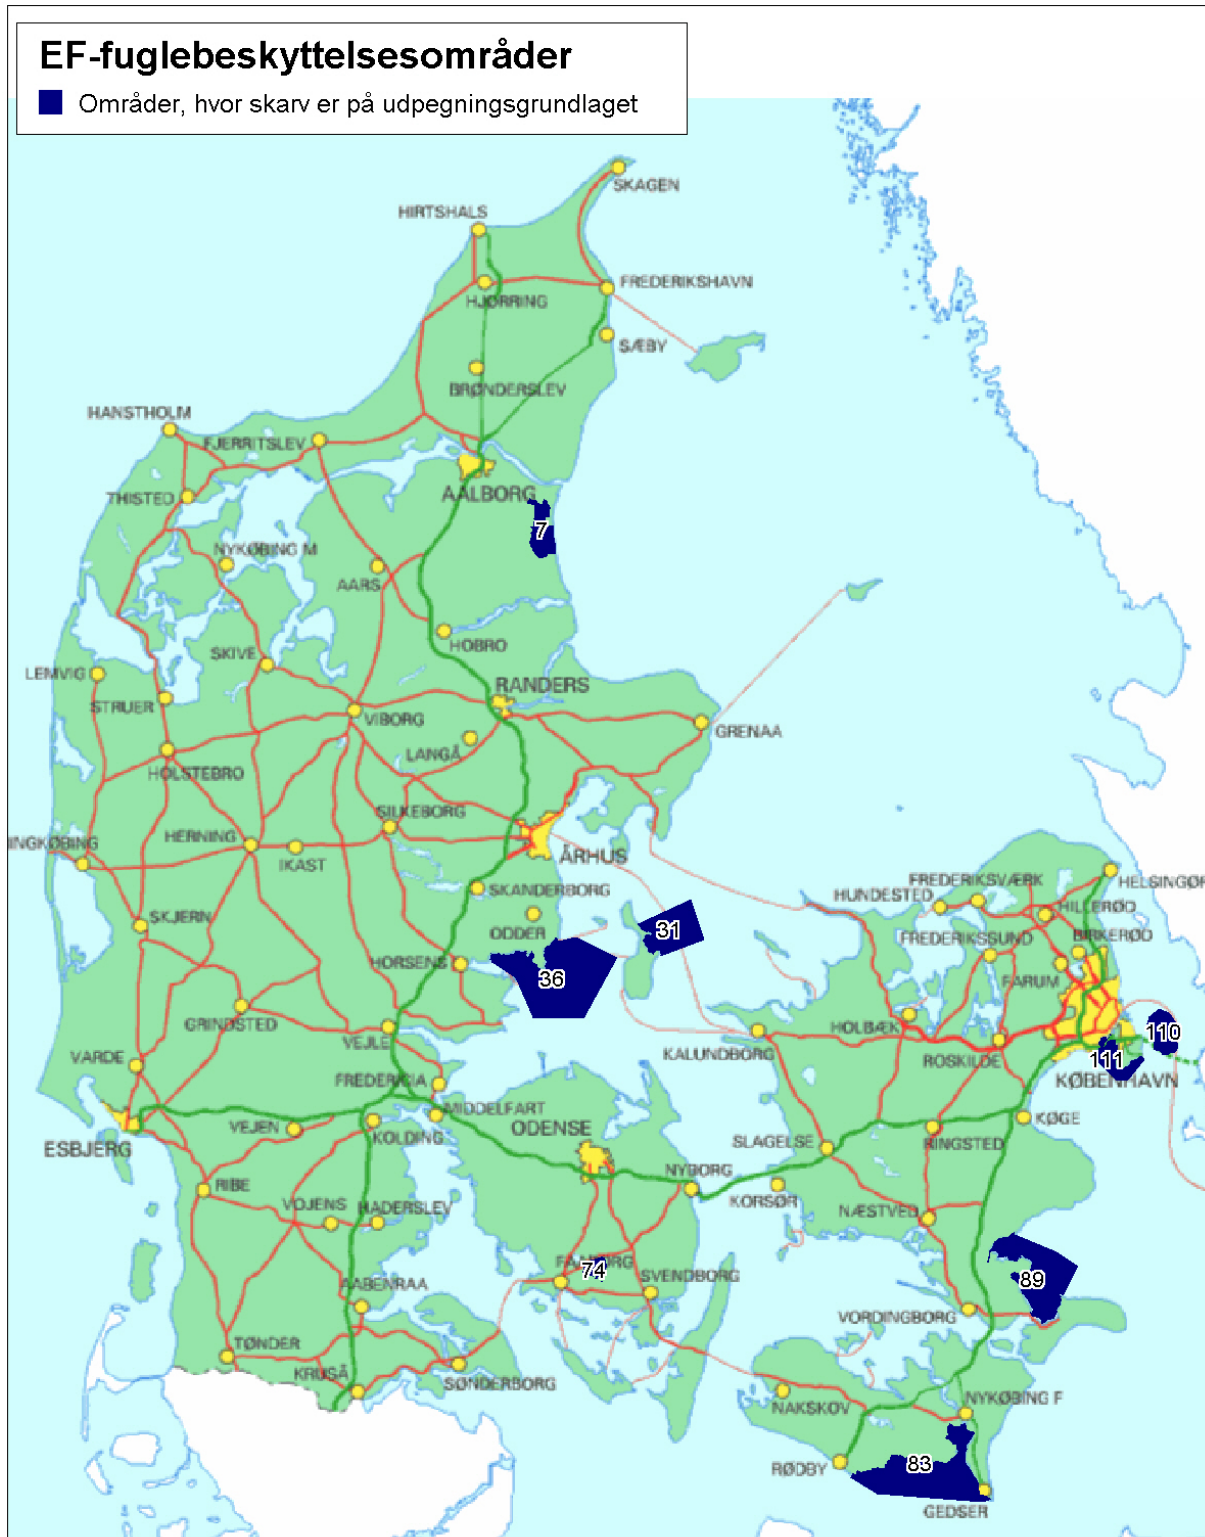 EF-fuglebeskyttelsesområder
Områder, hvor skarv er på udpegningsgrundlaget
SKAGEN
HIRTSHALS
FREDERIKSHAVN
HJØRRING
SÆBY
BRØNDERSLEV
HANSTHOLM
FJERRITSLEV
THISTED
AALBORG
7
NYKØBING M
AARS
HOBRO
SKIVE
LEMVIG
RANDERS
STRUER
VIBORG
GRENAA
LANGÅ
HOLSTEBRO
SILKEBORG
HERNING
INGKØBING
IKAST
ÅRHUS
SKANDERBORG
HUNDESTED
FREDERIKSVÆRK
HELSINGØR
HILLERØD
SKJERN
ODDER
31
FREDERIKSSUND
BIRKERØD
HORSENS
36
FARUM
GRINDSTED
HOLBÆK
110
VEJLE
KALUNDBORG
ROSKILDE
111
VARDE
KØBENHAVN
FREDERICIA
MIDDELFART
ODENSE
KØGE
ESBJERG
VEJEN
KOLDING
SLAGELSE
RINGSTED
NYBORG
RIBE
KORSØR
VOJENS
HADERSLEV
NÆSTVED
FAABORG
74
SVENDBORG
89
AABENRAA
VORDINGBORG
TØNDER
KRUSÅ
SØNDERBORG
NAKSKOV
NYKØBING F
RØDBY
83
GEDSER